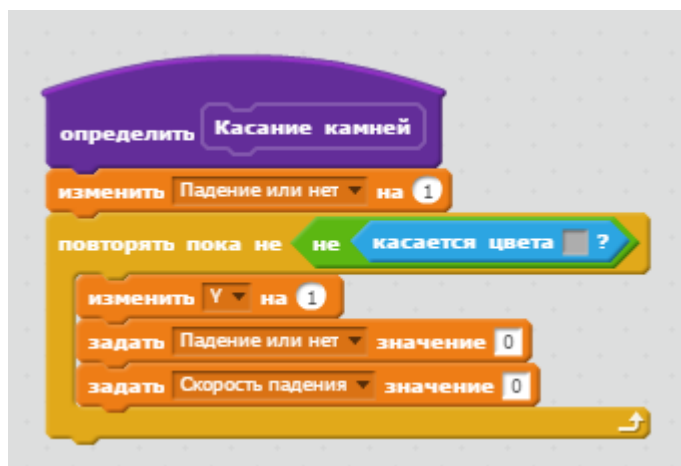 определить Касание камней
изменить Падение или нет на 1
повторять пока не не касается цвета ?
изменить Y на 1
задать Падение или нет значение 0
задать Скорость падения значение 0